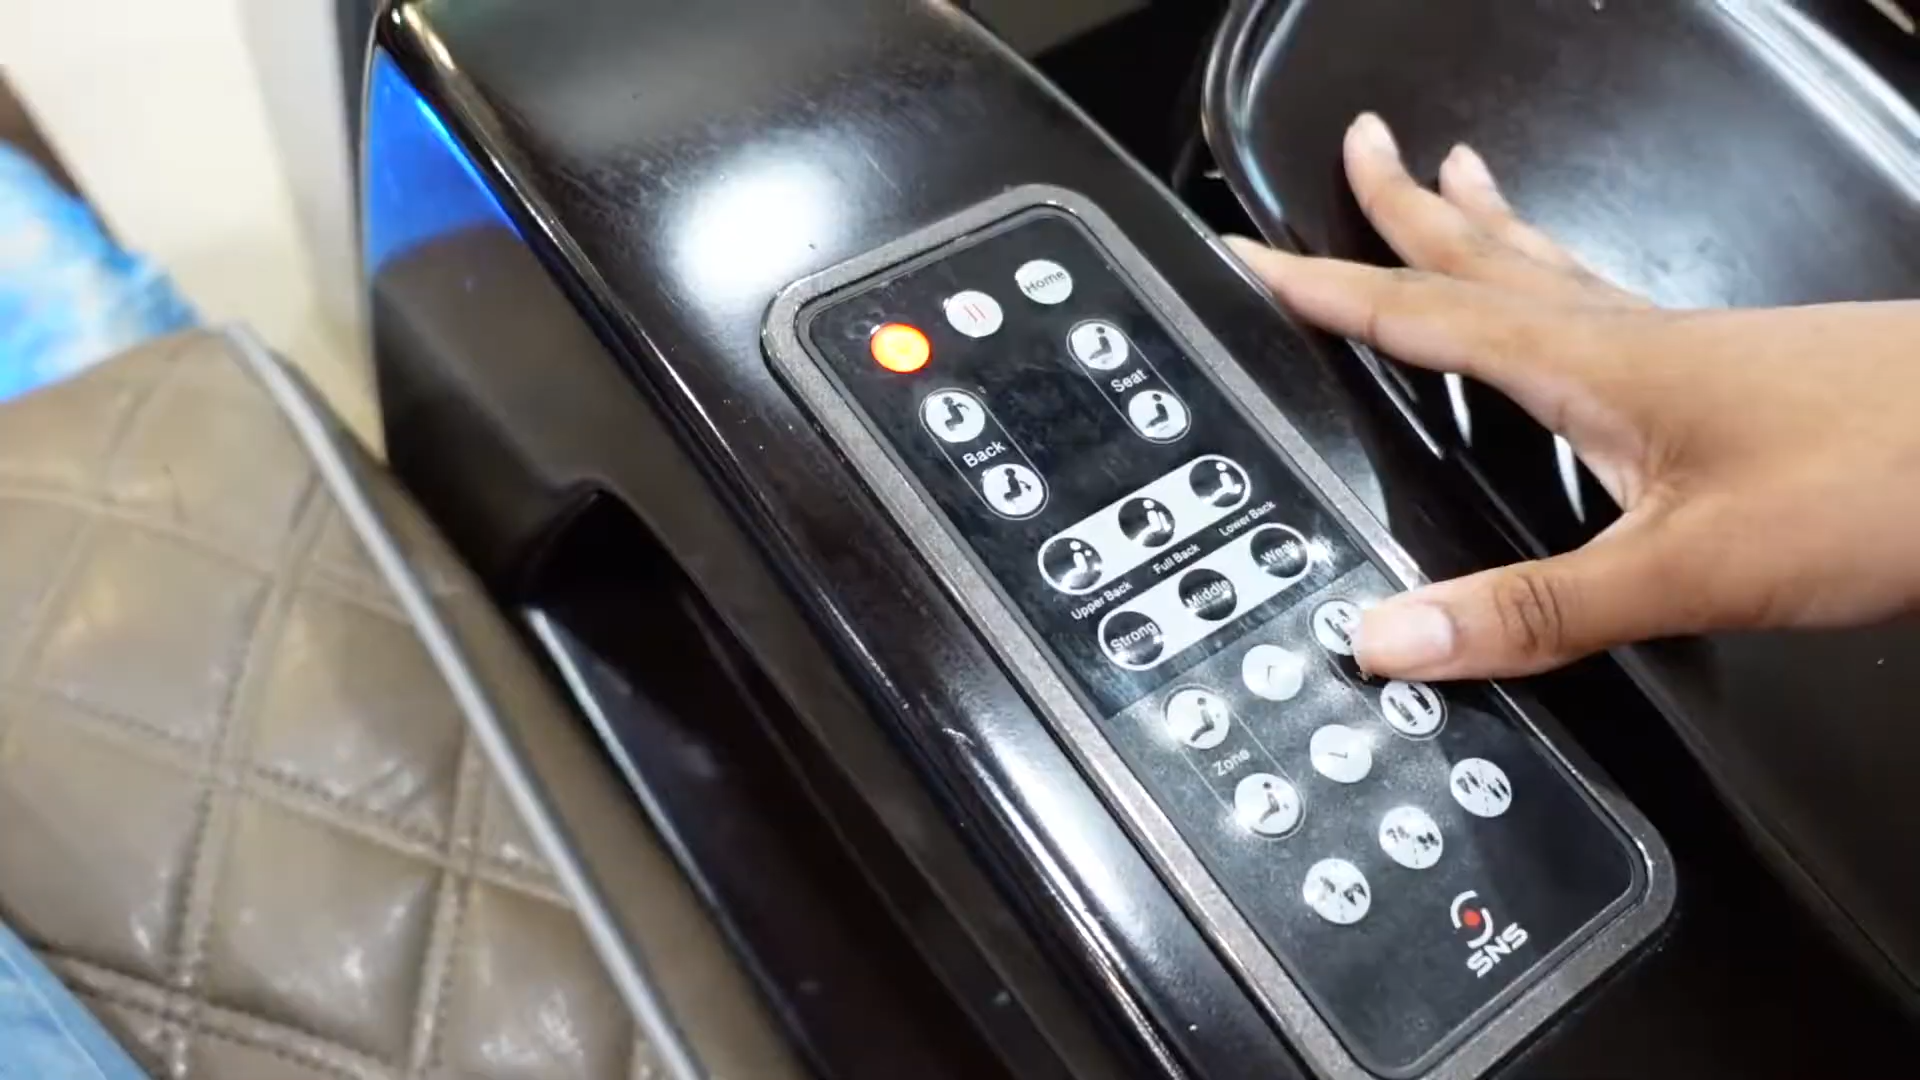 Home
Seat
Back
Upper Back
Full Back
Lower Back
Strong
Middle
Weak
Zone
SNS